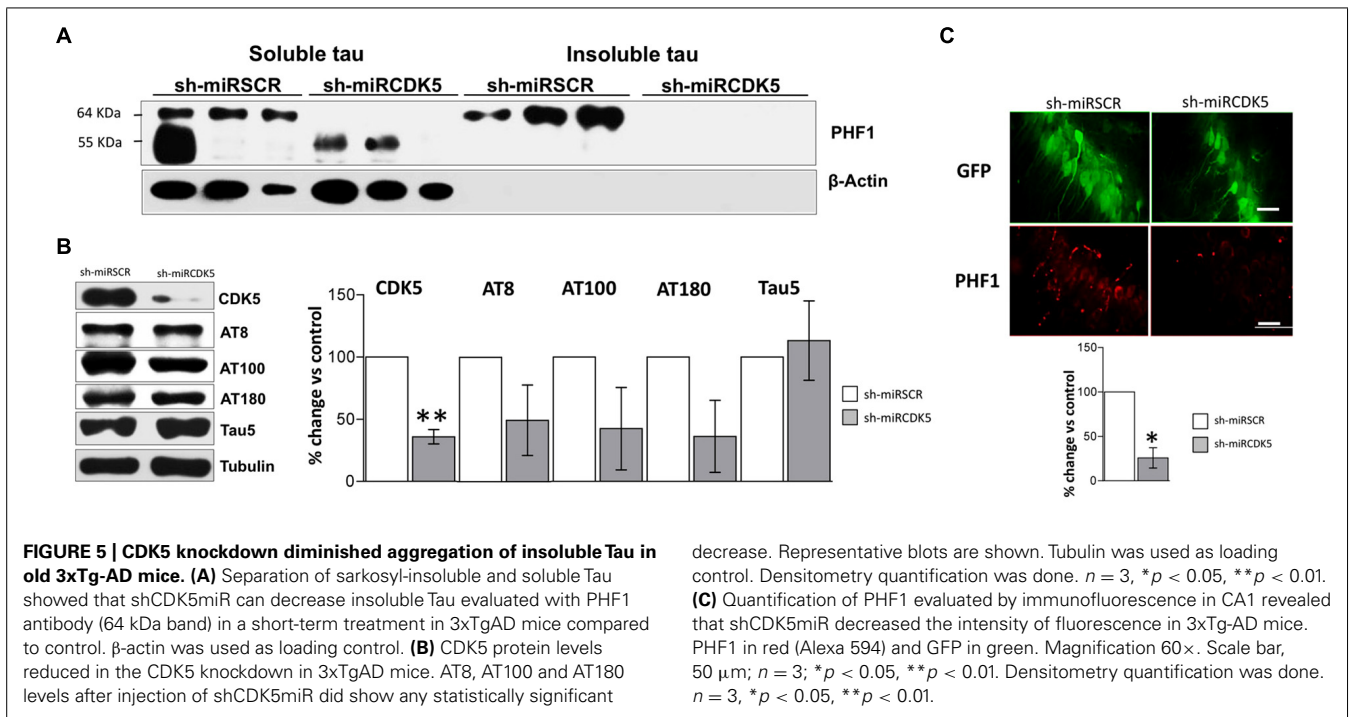 A
Soluble tau Insoluble tau
sh-miRSCR sh-miRCDK5 sh-miRSCR sh-miRCDK5
64 KDa
55 KDa
PHF1
β-Actin
B
sh-miRSCR sh-miRCDK5
CDK5
AT8
AT100
AT180
Tau5
Tubulin
CDK5 AT8 AT100 AT180 Tau5
% change vs control
150
100
50
0
**
sh-miRSCR
sh-miRCDK5
C
sh-miRSCR sh-miRCDK5
GFP
PHF1
% change vs control
150
100
50
0
*
sh-miRSCR
sh-miRCDK5
FIGURE 5 | CDK5 knockdown diminished aggregation of insoluble Tau in
old 3xTg-AD mice. (A) Separation of sarkosyl-insoluble and soluble Tau
showed that shCDK5miR can decrease insoluble Tau evaluated with PHF1
antibody (64 kDa band) in a short-term treatment in 3xTgAD mice compared
to control. β-actin was used as loading control. (B) CDK5 protein levels
reduced in the CDK5 knockdown in 3xTgAD mice. AT8, AT100 and AT180
levels after injection of shCDK5miR did show any statistically significant
decrease. Representative blots are shown. Tubulin was used as loading
control. Densitometry quantification was done. n = 3, *p < 0.05, **p < 0.01.
(C) Quantification of PHF1 evaluated by immunofluorescence in CA1 revealed
that shCDK5miR decreased the intensity of fluorescence in 3xTg-AD mice.
PHF1 in red (Alexa 594) and GFP in green. Magnification 60×. Scale bar,
50 μm; n = 3; *p < 0.05, **p < 0.01. Densitometry quantification was done.
n = 3, *p < 0.05, **p < 0.01.